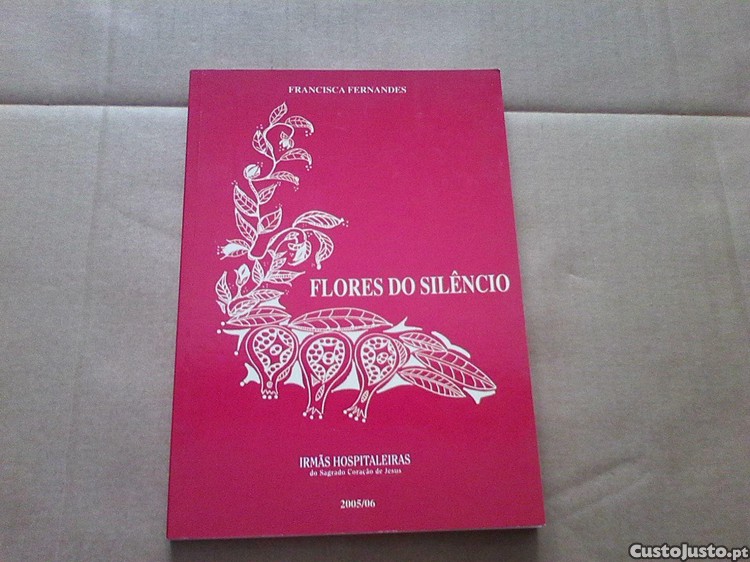 FRANCISCA FERNANDES
FLORES DO SILÊNCIO
IRMÃS HOSPITALEIRAS
do Sagrado Coração de Jesus
2005/06
CustoJusto.pt